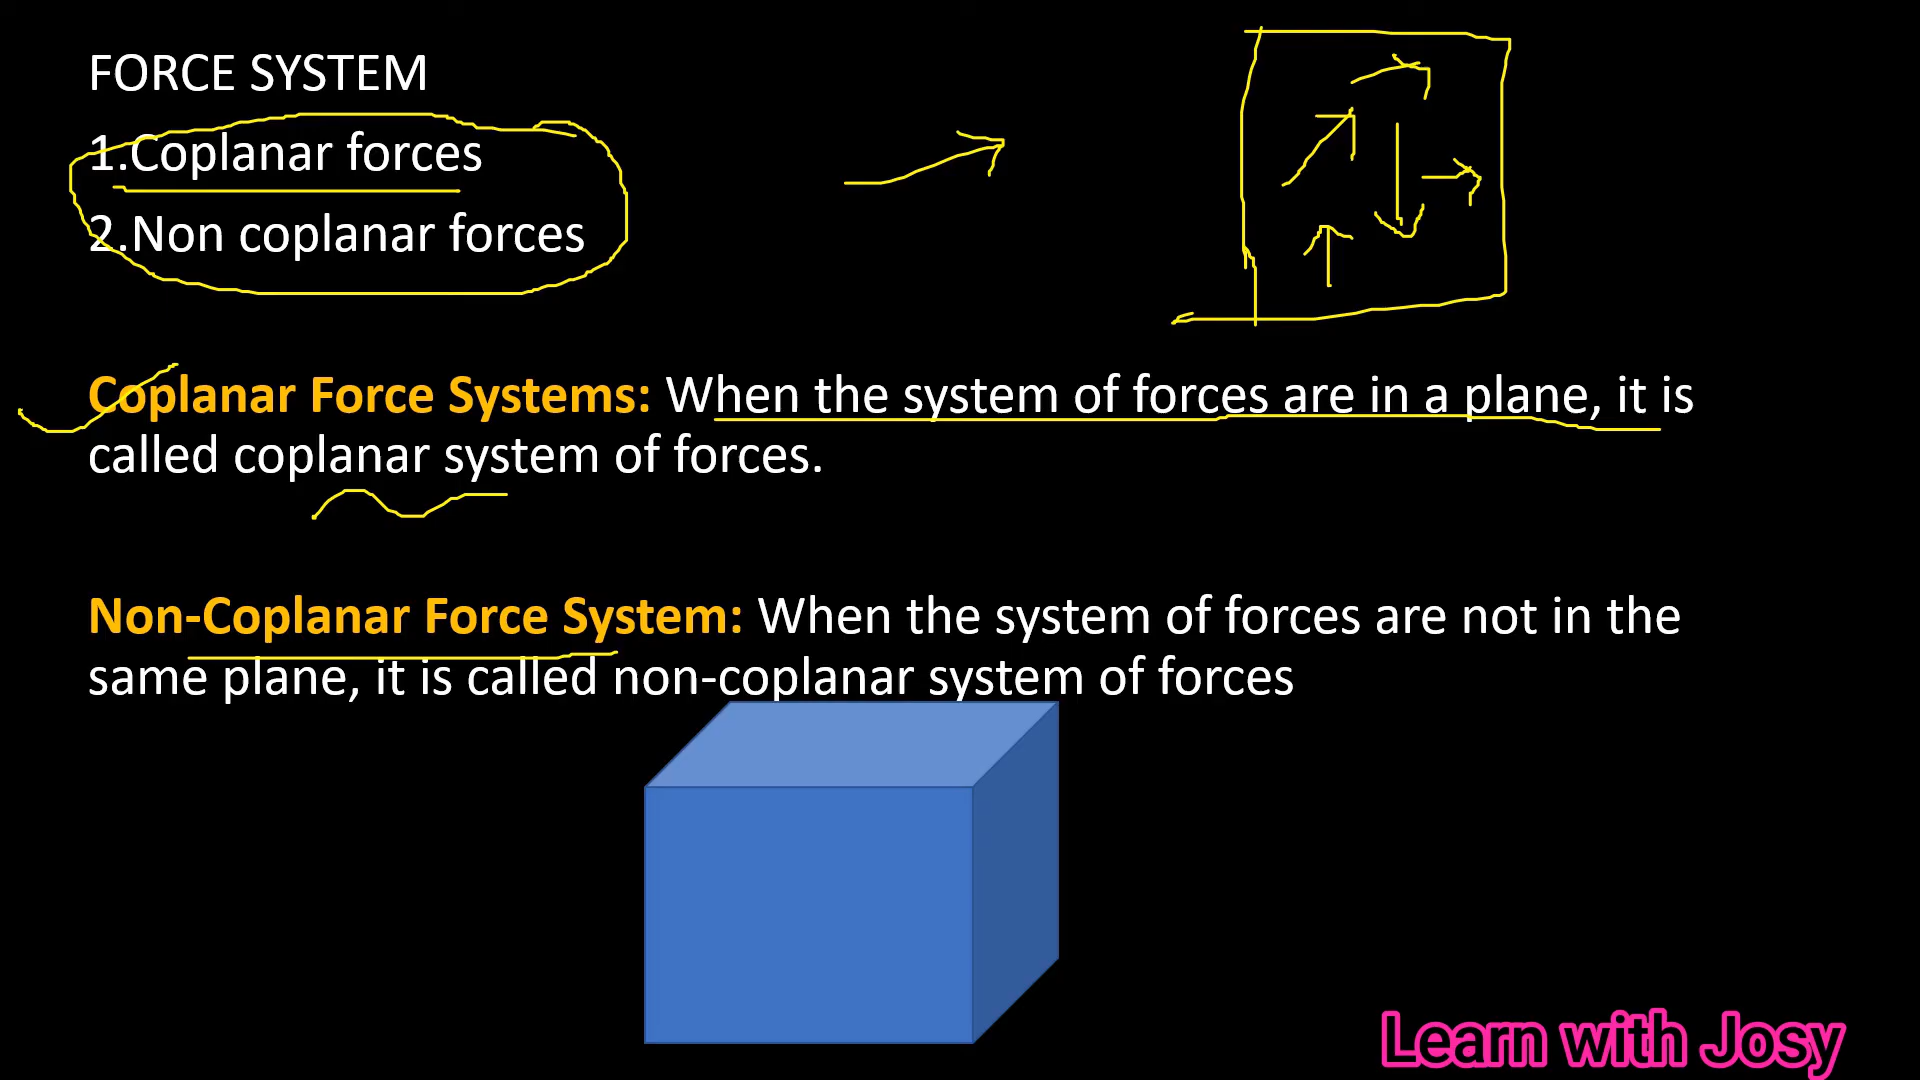 FORCE SYSTEM
1.Coplanar forces
2.Non coplanar forces
Coplanar Force Systems: When the system of forces are in a plane, it is
called coplanar system of forces.
Non-Coplanar Force System: When the system of forces are not in the
same plane, it is called non-coplanar system of forces
Learn with Josy